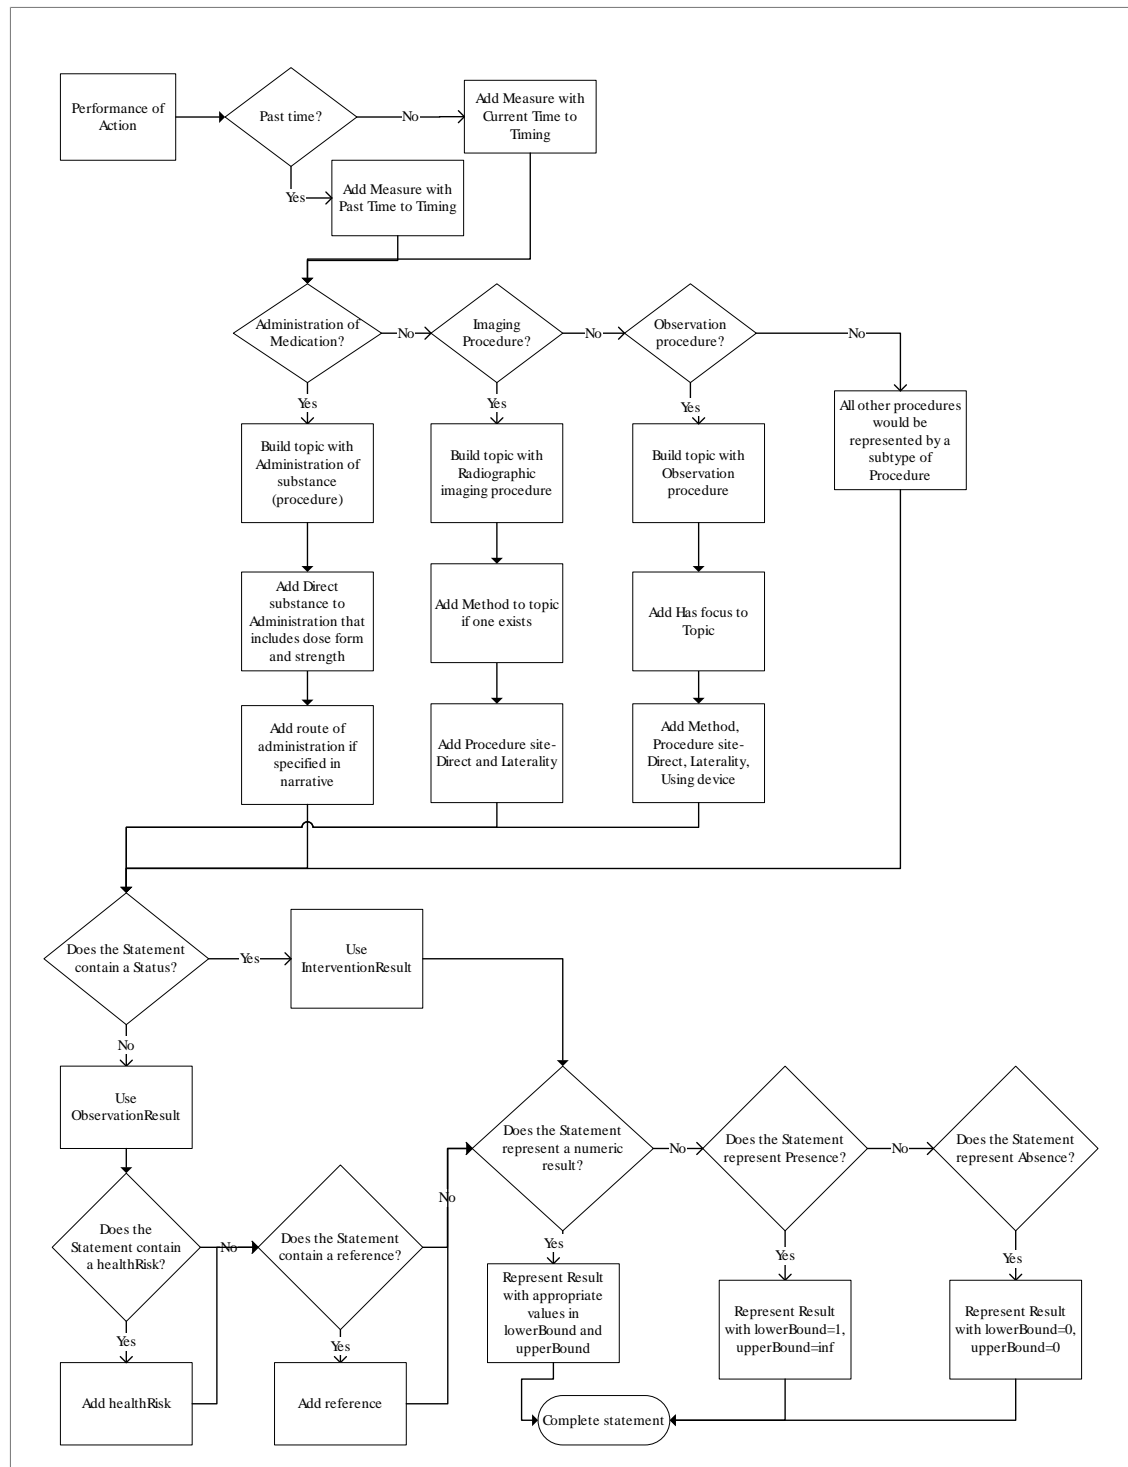 Performance of
Action
Past time?
No
Add Measure with
Current Time to
Timing
Yes
Add Measure with
Past Time to Timing
Administration of
Medication?
No
Imaging
Procedure?
No
Observation
procedure?
No
Yes
Yes
Yes
All other procedures
would be
represented by a
subtype of
Procedure
Build topic with
Administration of
substance
(procedure)
Build topic with
Radiographic
imaging procedure
Build topic with
Observation
procedure
Add Direct
substance to
Administration that
includes dose form
and strength
Add Method to topic
if one exists
Add Has focus to
Topic
Add route of
administration if
specified in
narrative
Add Procedure site-
Direct and Laterality
Add Method,
Procedure site-
Direct, Laterality,
Using device
Does the Statement
contain a Status?
Yes
Use
InterventionResult
No
Use
ObservationResult
Does the
Statement contain
a healthRisk?
No
Does the Statement
contain a reference?
No
Does the Statement
represent a numeric
result?
No
Does the Statement
represent Presence?
No
Does the Statement
represent Absence?
Yes
Yes
Yes
Represent Result
with appropriate
values in
lowerBound and
upperBound
Represent Result
with lowerBound=1,
upperBound=inf
Represent Result
with lowerBound=0,
upperBound=0
Yes
Yes
Add healthRisk
Add reference
Complete statement